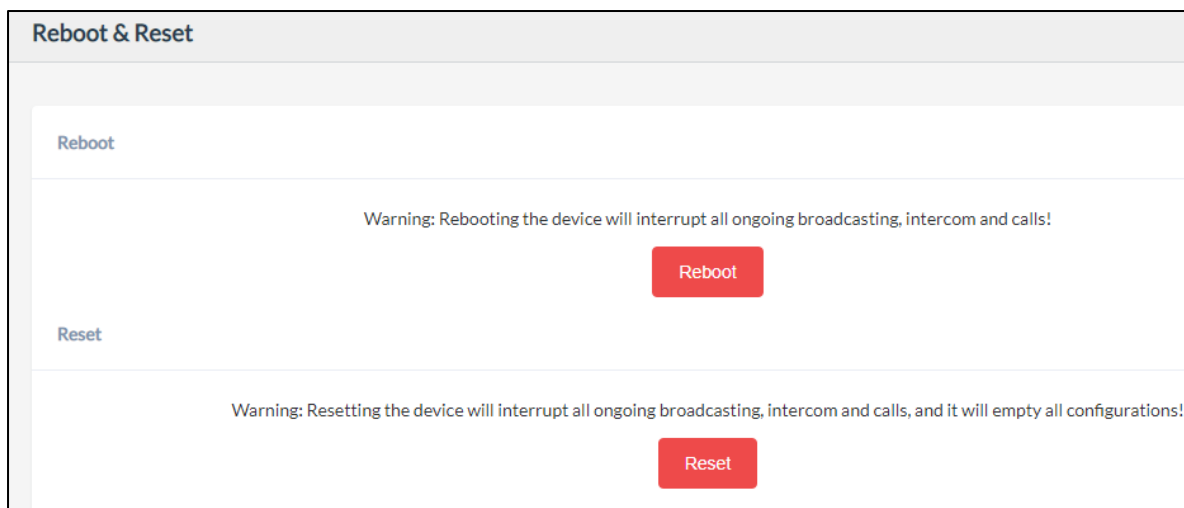 Reboot & Reset
Reboot
Warning: Rebooting the device will interrupt all ongoing broadcasting, intercom and calls!
Reboot
Reset
Warning: Resetting the device will interrupt all ongoing broadcasting, intercom and calls, and it will empty all configurations!
Reset